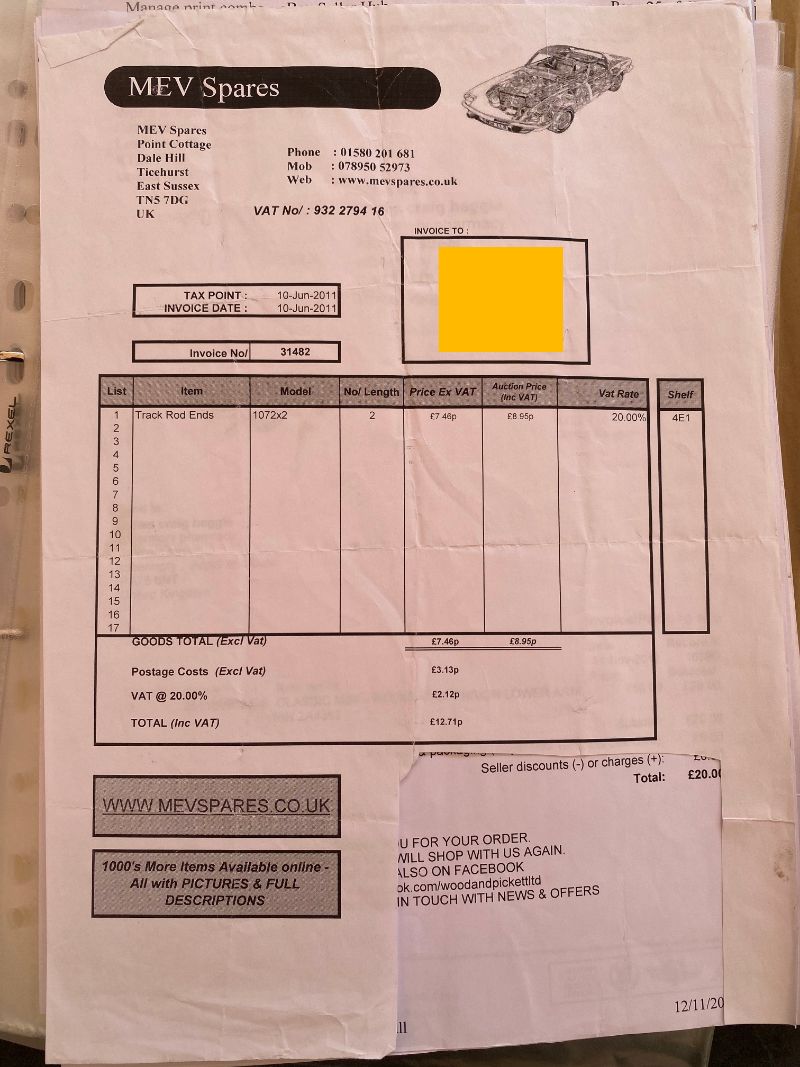 MEV Spares
MEV Spares
Point Cottage
Dale Hill
Ticehurst
East Sussex
TN5 7DG
UK
Phone : 01580 201 681
Mob : 078950 52973
Web : www.mevspares.co.uk
VAT No/ : 932 2794 16
INVOICE TO :
TAX POINT : 10-Jun-2011
INVOICE DATE : 10-Jun-2011
Invoice No/ 31482
List Item Model No/ Length Price Ex VAT Auction Price (Inc VAT) Vat Rate Shelf
1 Track Rod Ends 1072x2 2 £7.46p £8.95p 20.00% 4E1
2
3
4
5
6
7
8
9
10
11
12
13
14
15
16
17
GOODS TOTAL (Excl Vat) £7.46p £8.95p
Postage Costs (Excl Vat) £3.13p
VAT @ 20.00% £2.12p
TOTAL (Inc VAT) £12.71p
WWW.MEVSPARES.CO.UK
1000's More Items Available online -
All with PICTURES & FULL
DESCRIPTIONS
Seller discounts (-) or charges (+):
Total: £20.0
U FOR YOUR ORDER.
WILL SHOP WITH US AGAIN.
ALSO ON FACEBOOK
ok.com/woodandpickettltd
IN TOUCH WITH NEWS & OFFERS
12/11/20
REXEL